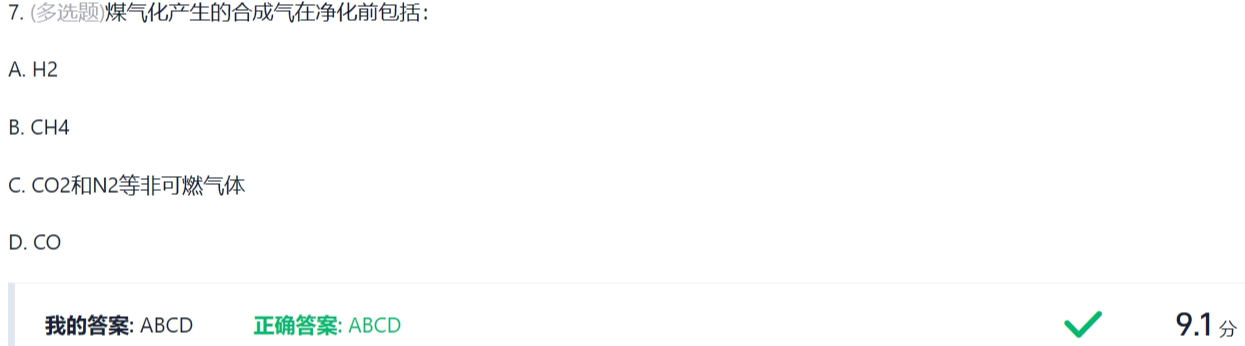 7. (多选题)煤气化产生的合成气在净化前包括：
A. H2
B. CH4
C. CO2和N2等非可燃气体
D. CO
我的答案: ABCD 正确答案: ABCD 9.1 分